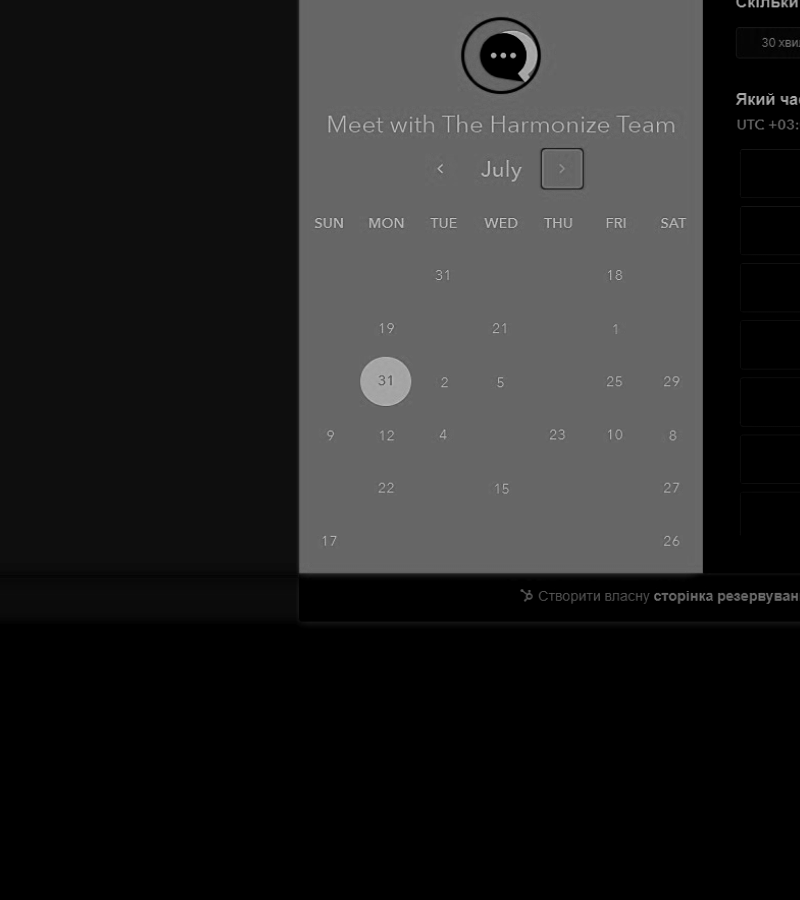 Скільки
30 хви
Який ча
UTC +03:
Meet with The Harmonize Team
July
SUN MON TUE WED THU FRI SAT
31 18
19 21 1
31 2 5 25 29
9 12 4 23 10 8
22 15 27
17 26
Створити власну сторінка резервуван